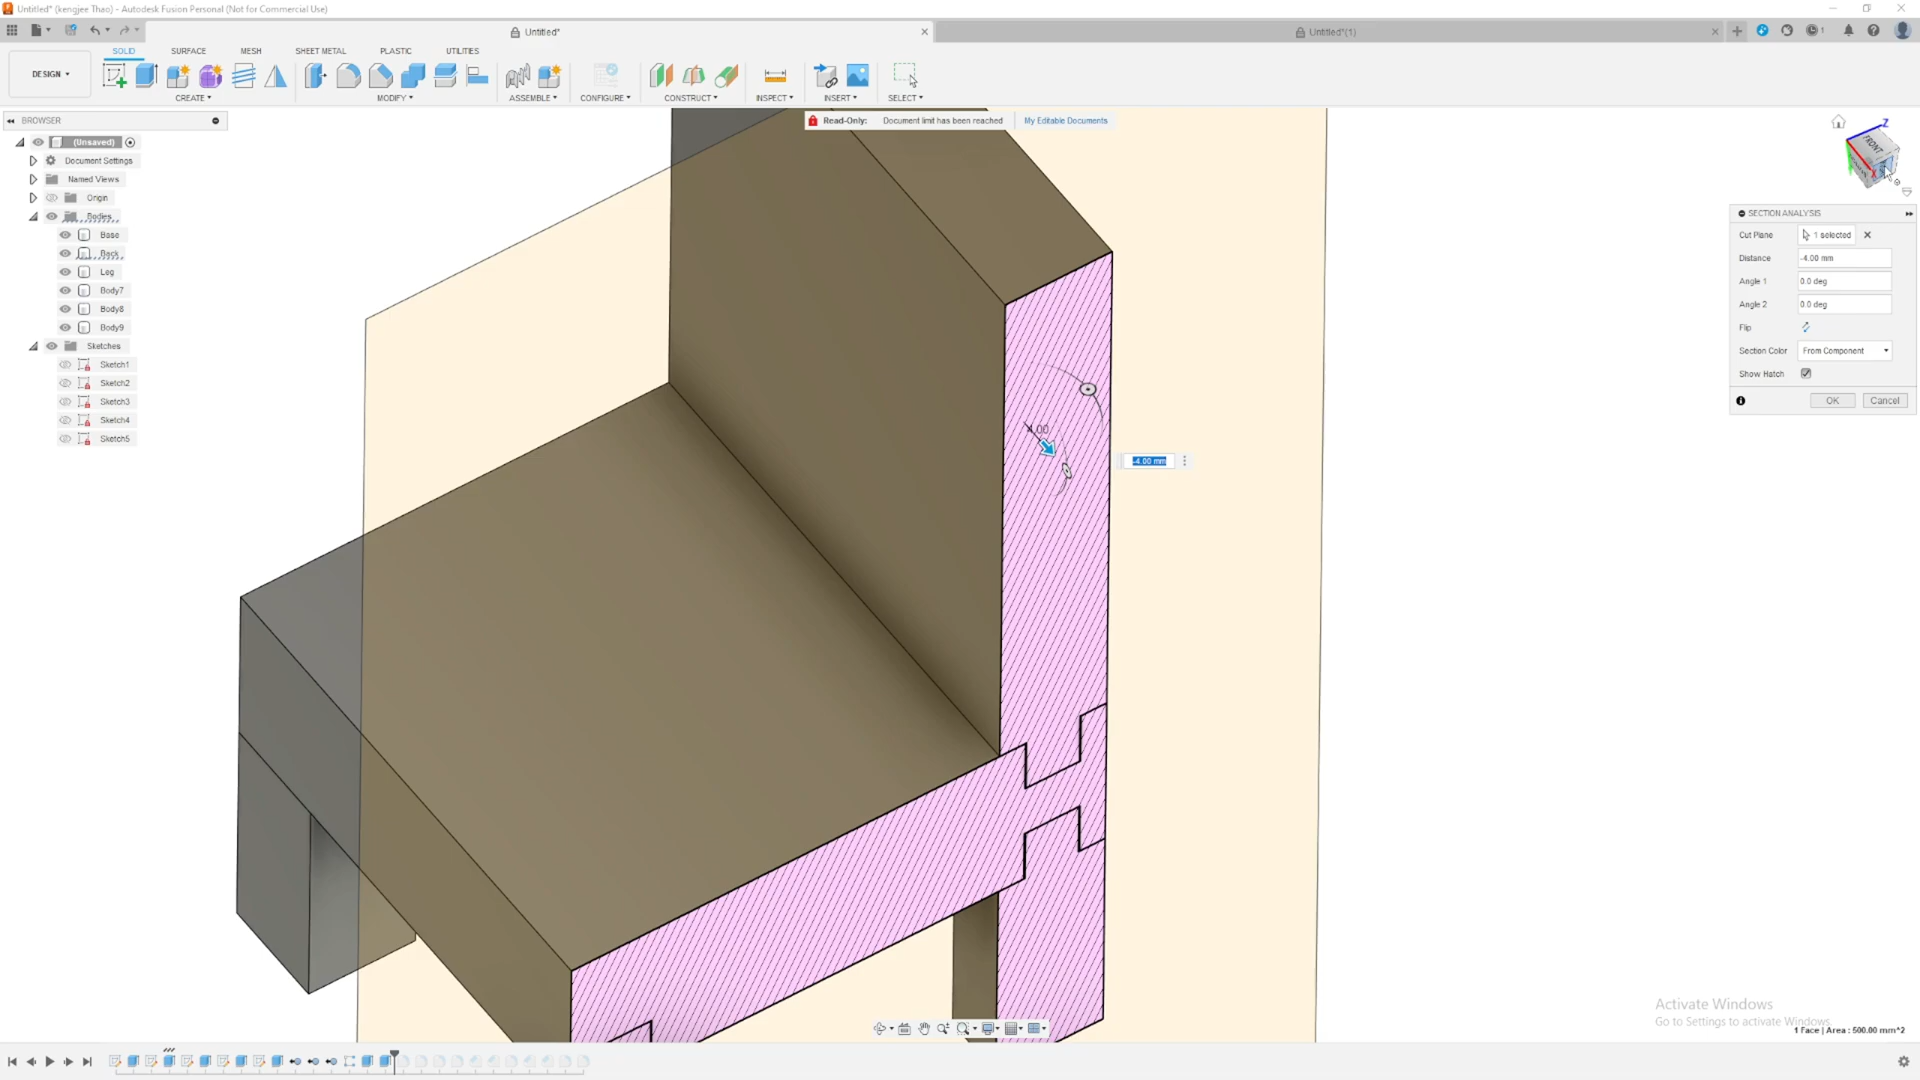 Untitled* (kengjee Thao) - Autodesk Fusion Personal (Not for Commercial Use)
Untitled*
Untitled*(1)
1
SOLID
SURFACE
MESH
SHEET METAL
PLASTIC
UTILITIES
DESIGN
CREATE
MODIFY
ASSEMBLE
CONFIGURE
CONSTRUCT
INSPECT
INSERT
SELECT
BROWSER
Read-Only: Document limit has been reached My Editable Documents
(Unsaved)
Document Settings
Named Views
Origin
Bodies
Base
Back
Leg
Body7
Body8
Body9
Sketches
Sketch1
Sketch2
Sketch3
Sketch4
Sketch5
Z
FRONT
X
SECTION ANALYSIS
Cut Plane 1 selected
Distance -4.00 mm
Angle 1 0.0 deg
Angle 2 0.0 deg
Flip
Section Color From Component
Show Hatch
OK Cancel
4.00
-4.00 mm
Activate Windows
Go to Settings to activate Windows.
1 Face | Area : 500.00 mm^2